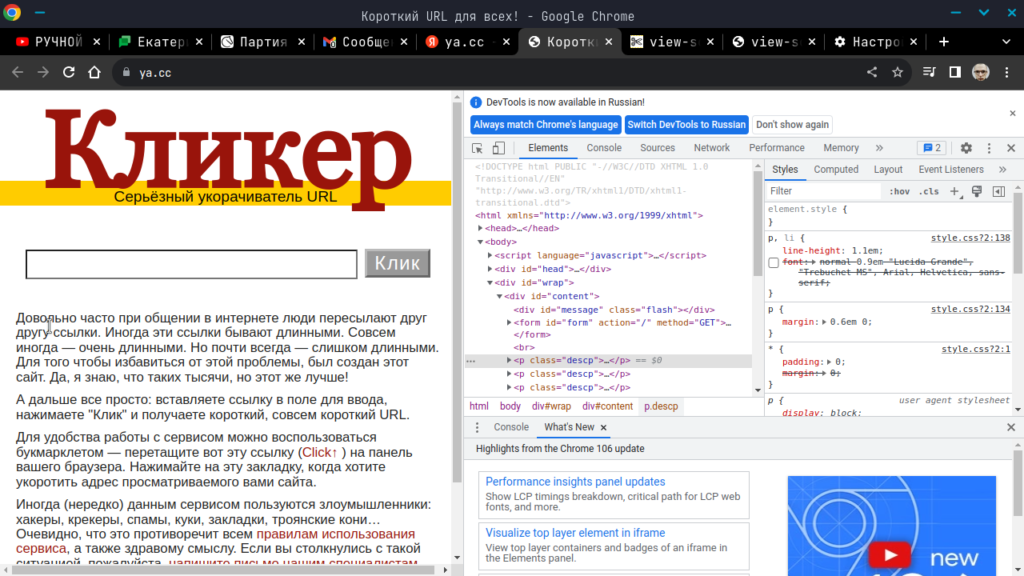 Короткий URL для всех! - Google Chrome
РУЧНОЙ
Екатер
Партия
Сообще
ya.cc -
Коротк
view-s
view-s
Настро
ya.cc
Кликер
Серьёзный укорачиватель URL
Клик
Довольно часто при общении в интернете люди пересылают друг
другу ссылки. Иногда эти ссылки бывают длинными. Совсем
иногда — очень длинными. Но почти всегда — слишком длинными.
Для того чтобы избавиться от этой проблемы, был создан этот
сайт. Да, я знаю, что таких тысячи, но этот же лучше!
А дальше все просто: вставляете ссылку в поле для ввода,
нажимаете "Клик" и получаете короткий, совсем короткий URL.
Для удобства работы с сервисом можно воспользоваться
букмарклетом — перетащите вот эту ссылку (Click↑ ) на панель
вашего браузера. Нажимайте на эту закладку, когда хотите
укоротить адрес просматриваемого вами сайта.
Иногда (нередко) данным сервисом пользуются злоумышленники:
хакеры, крекеры, спамы, куки, закладки, троянские кони…
Очевидно, что это противоречит всем правилам использования
сервиса, а также здравому смыслу. Если вы столкнулись с такой
ситуацией, пожалуйста, напишите письмо нашим специалистам
DevTools is now available in Russian!
Always match Chrome's language
Switch DevTools to Russian
Don't show again
Elements
Console
Sources
Network
Performance
Memory
»
2
<!DOCTYPE html PUBLIC "-//W3C//DTD XHTML 1.0
Transitional//EN"
"http://www.w3.org/TR/xhtml1/DTD/xhtml1-
transitional.dtd">
<html xmlns="http://www.w3.org/1999/xhtml">
<head>…</head>
<body>
<script language="javascript">…</script>
<div id="head">…</div>
<div id="wrap">
<div id="content">
<div id="message" class="flash"></div>
<form id="form" action="/" method="GET">…
</form>
<br>
<p class="descp">…</p> == $0
<p class="descp">…</p>
<p class="descp">…</p>
html
body
div#wrap
div#content
p.descp
Styles
Computed
Layout
Event Listeners
»
Filter
:hov
.cls
element.style {
}
p, li {
style.css?2:138
line-height: 1.1em;
font: normal 0.9em "Lucida Grande",
"Trebuchet MS", Arial, Helvetica, sans-
serif;
}
p {
style.css?2:134
margin: 0.6em 0;
}
* {
style.css?2:1
padding: 0;
margin: 0;
}
p {
user agent stylesheet
display: block;
Console
What's New
Highlights from the Chrome 106 update
Performance insights panel updates
Show LCP timings breakdown, critical path for LCP web
fonts, and more.
Visualize top layer element in iframe
View top layer containers and badges of an iframe in
the Elements panel.
new